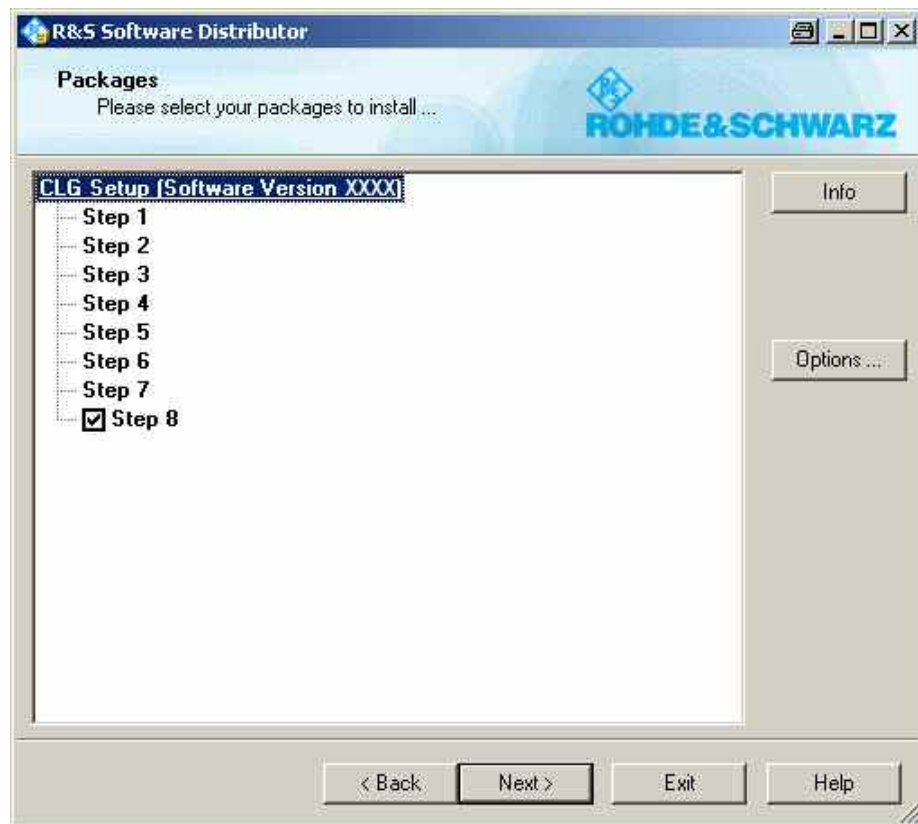 R&S Software Distributor
Packages
Please select your packages to install ...
ROHDE&SCHWARZ
CLG Setup (Software Version XXXX)
Step 1
Step 2
Step 3
Step 4
Step 5
Step 6
Step 7
Step 8
Info
Options ...
< Back
Next >
Exit
Help